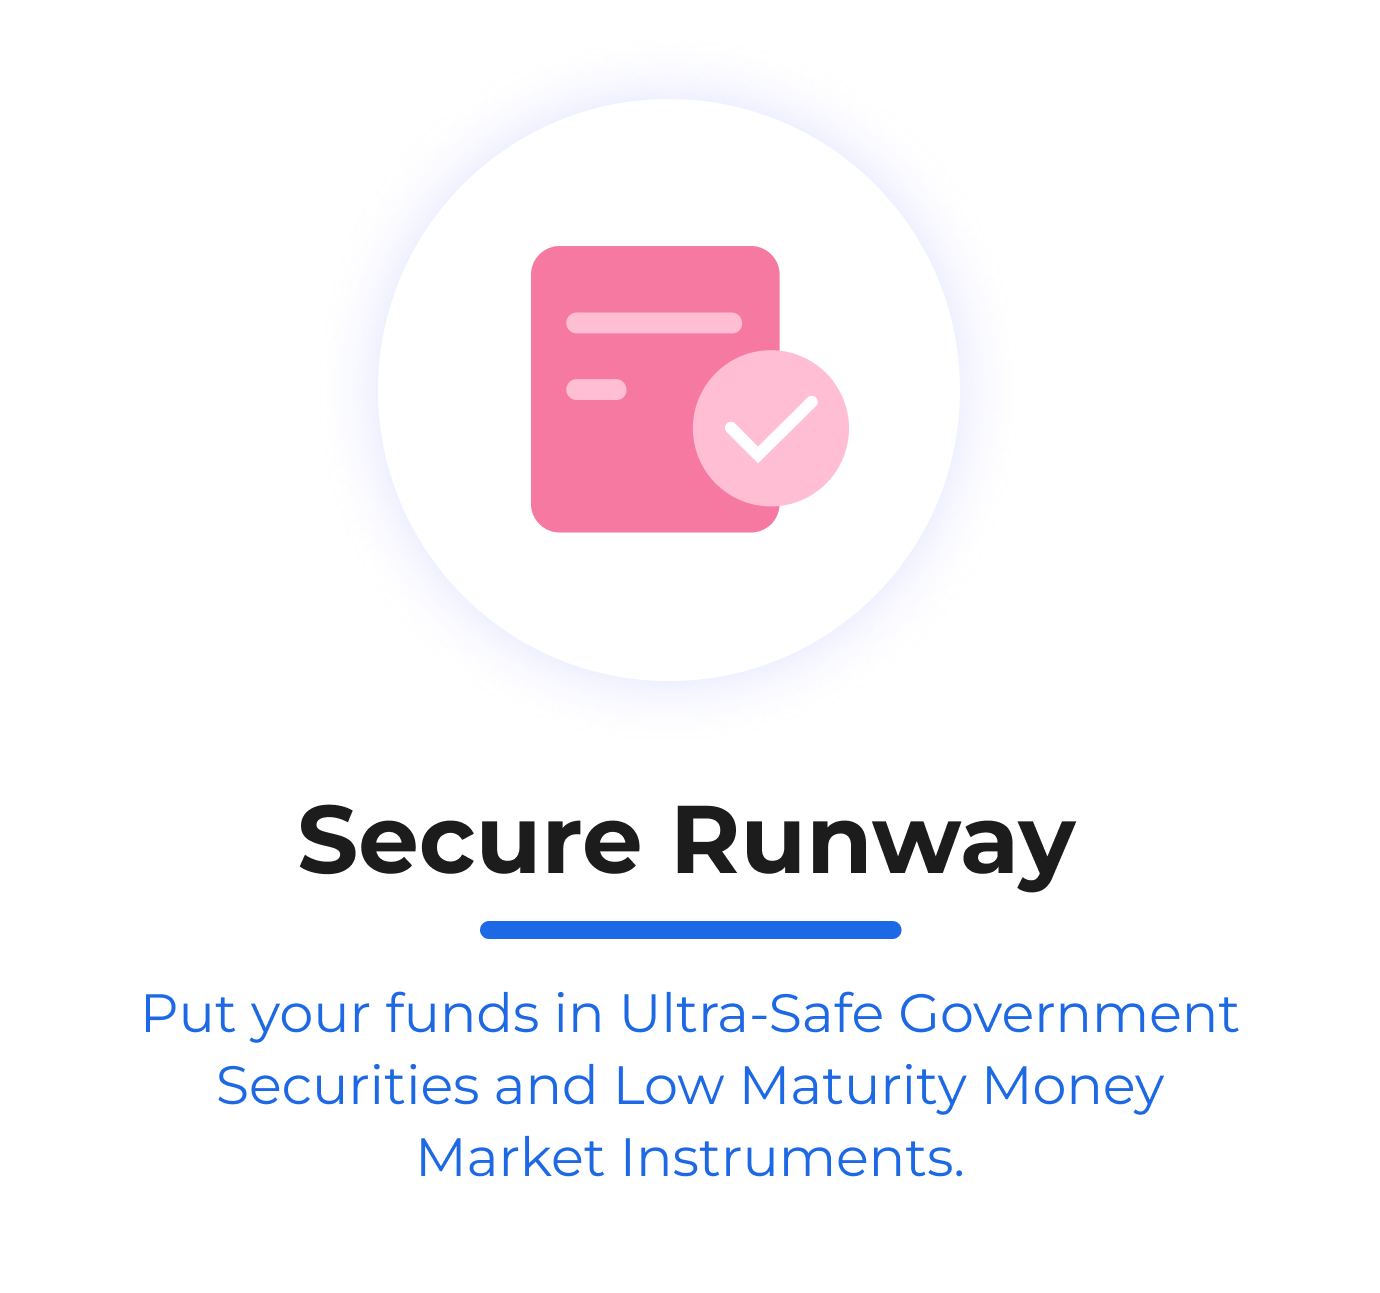 Secure Runway
Put your funds in Ultra-Safe Government
Securities and Low Maturity Money
Market Instruments.